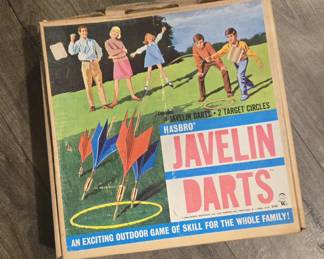 JAVELIN DARTS • 2 TARGET CIRCLES
HASBRO
JAVELIN
DARTS
AN EXCITING OUTDOOR GAME OF SKILL FOR THE WHOLE FAMILY!